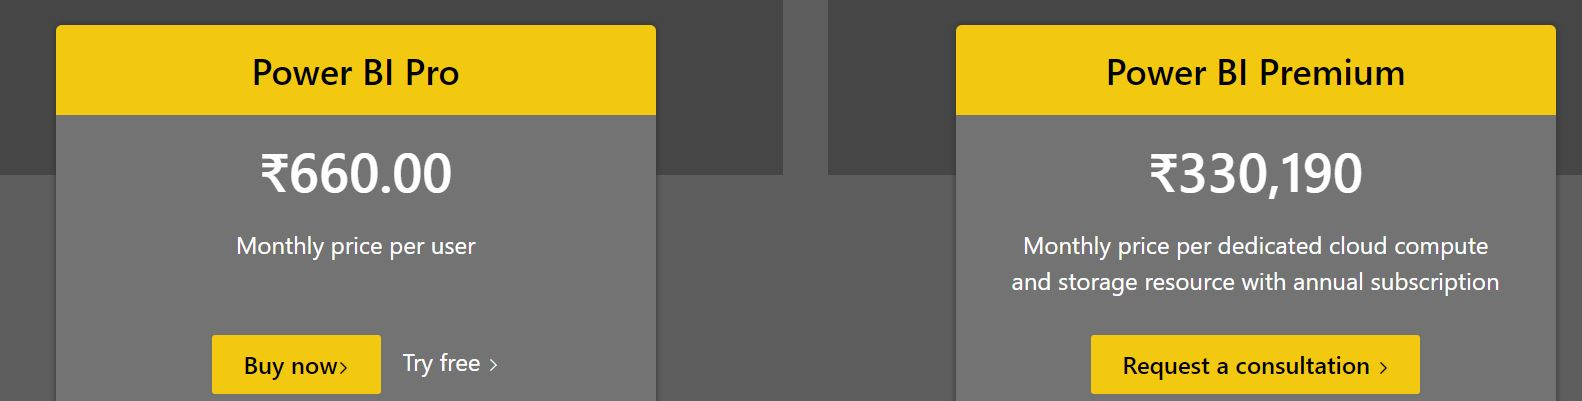 Power BI Pro
₹660.00
Monthly price per user
Buy now›
Try free ›
Power BI Premium
₹330,190
Monthly price per dedicated cloud compute
and storage resource with annual subscription
Request a consultation ›